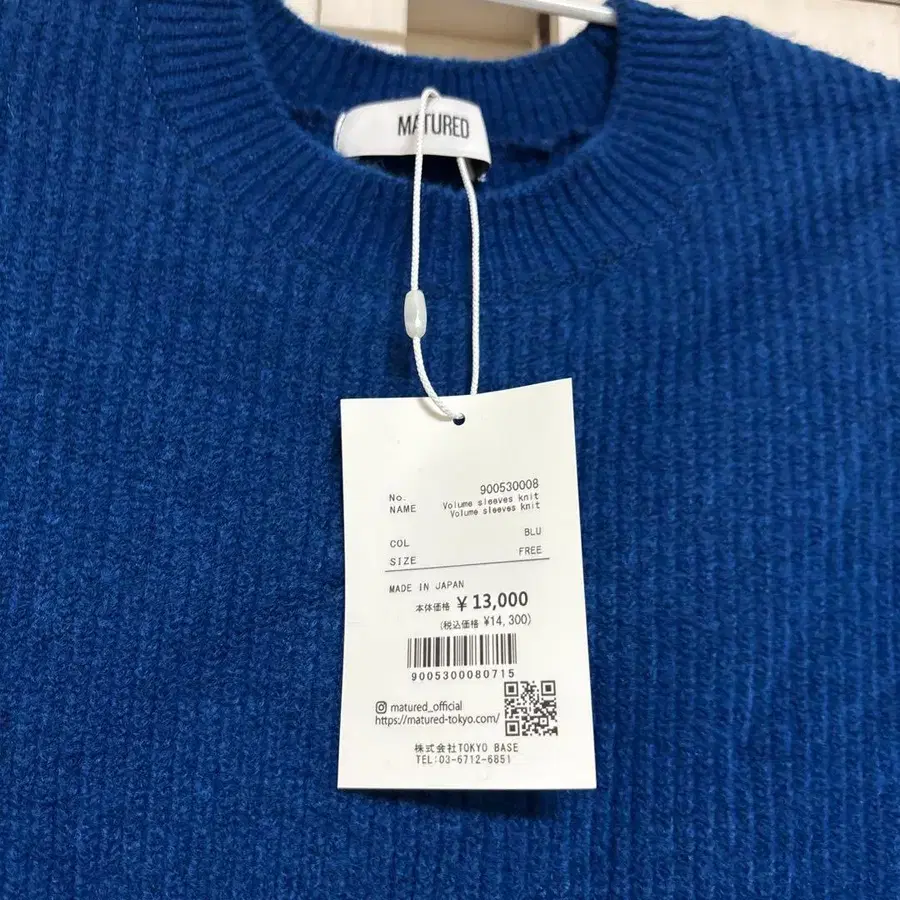 MATURED
No. 900530008
NAME Volume sleeves knit
Volume sleeves knit
COL BLU
SIZE FREE
MADE IN JAPAN
本体価格 ¥13,000
(税込価格 ¥14,300)
9005300080715
matured_official
https://matured-tokyo.com/
株式会社TOKYO BASE
TEL:03-6712-6851